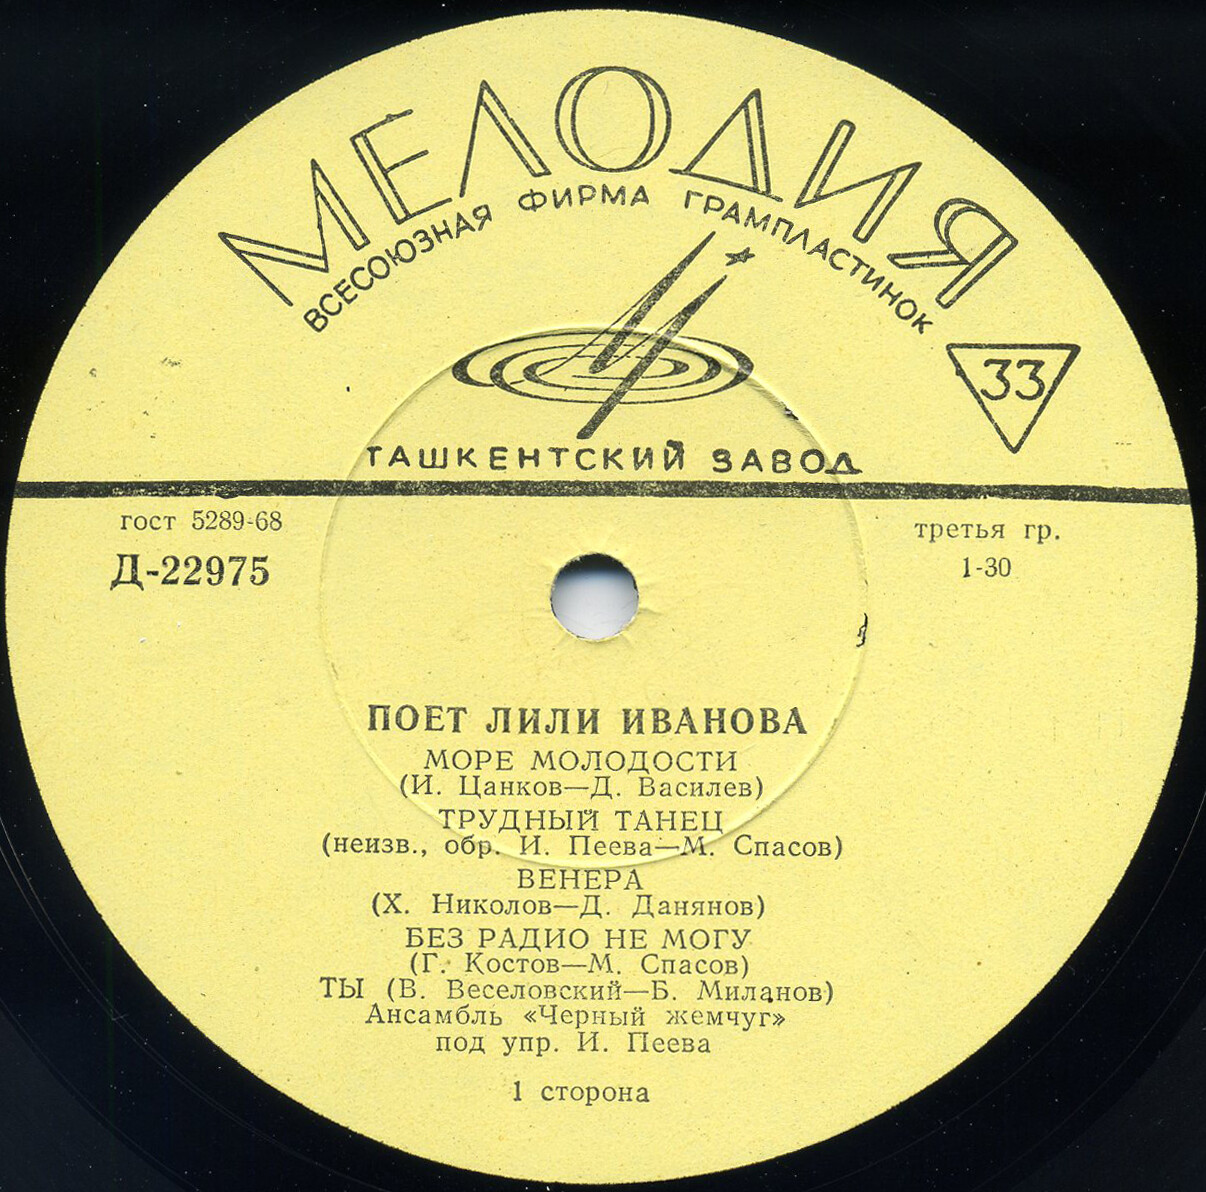 МЕЛОДИЯ
ВСЕСОЮЗНАЯ ФИРМА ГРАМПЛАСТИНОК
33
ТАШКЕНТСКИЙ ЗАВОД
гост 5289-68
третья гр.
Д-22975
1-30
ПОЕТ ЛИЛИ ИВАНОВА
МОРЕ МОЛОДОСТИ
(И. Цанков—Д. Василев)
ТРУДНЫЙ ТАНЕЦ
(неизв., обр. И. Пеева—М. Спасов)
ВЕНЕРА
(Х. Николов—Д. Данянов)
БЕЗ РАДИО НЕ МОГУ
(Г. Костов—М. Спасов)
ТЫ (В. Веселовский—Б. Миланов)
Ансамбль «Черный жемчуг»
под упр. И. Пеева
1 сторона